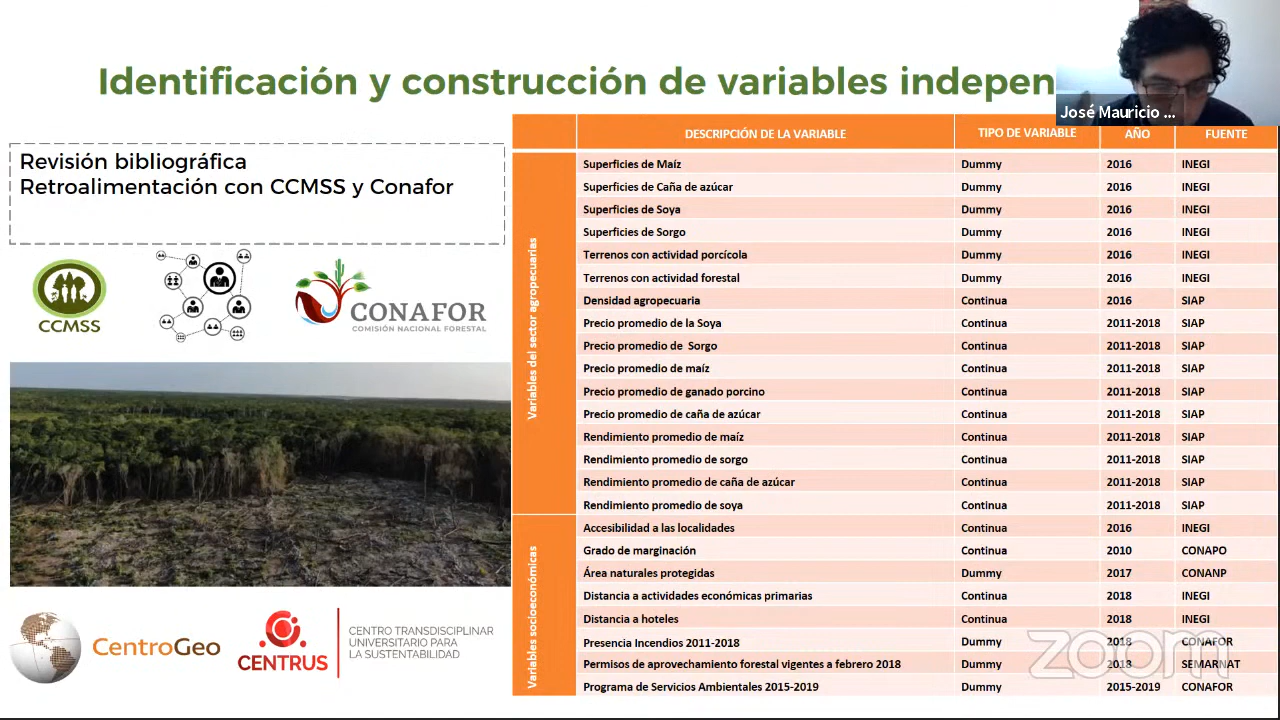 Identificación y construcción de variables indepen
José Mauricio ...
Revisión bibliográfica
Retroalimentación con CCMSS y Conafor
CCMSS
CONAFOR
COMISIÓN NACIONAL FORESTAL
CentroGeo
CENTRUS
CENTRO TRANSDISCIPLINAR
UNIVERSITARIO PARA
LA SUSTENTABILIDAD
DESCRIPCIÓN DE LA VARIABLE TIPO DE VARIABLE AÑO FUENTE
Variables del sector agropecuarias
Superficies de Maíz Dummy 2016 INEGI
Superficies de Caña de azúcar Dummy 2016 INEGI
Superficies de Soya Dummy 2016 INEGI
Superficies de Sorgo Dummy 2016 INEGI
Terrenos con actividad porcícola Dummy 2016 INEGI
Terrenos con actividad forestal Dummy 2016 INEGI
Densidad agropecuaria Continua 2016 SIAP
Precio promedio de la Soya Continua 2011-2018 SIAP
Precio promedio de Sorgo Continua 2011-2018 SIAP
Precio promedio de maíz Continua 2011-2018 SIAP
Precio promedio de ganado porcino Continua 2011-2018 SIAP
Precio promedio de caña de azúcar Continua 2011-2018 SIAP
Rendimiento promedio de maíz Continua 2011-2018 SIAP
Rendimiento promedio de sorgo Continua 2011-2018 SIAP
Rendimiento promedio de caña de azúcar Continua 2011-2018 SIAP
Rendimiento promedio de soya Continua 2011-2018 SIAP
Variables socioeconómicas
Accesibilidad a las localidades Continua 2016 INEGI
Grado de marginación Continua 2010 CONAPO
Área naturales protegidas Dummy 2017 CONANP
Distancia a actividades económicas primarias Continua 2018 INEGI
Distancia a hoteles Continua 2018 INEGI
Presencia Incendios 2011-2018 Dummy 2018 CONAFOR
Permisos de aprovechamiento forestal vigentes a febrero 2018 Dummy 2018 SEMARNAT
Programa de Servicios Ambientales 2015-2019 Dummy 2015-2019 CONAFOR
zoom